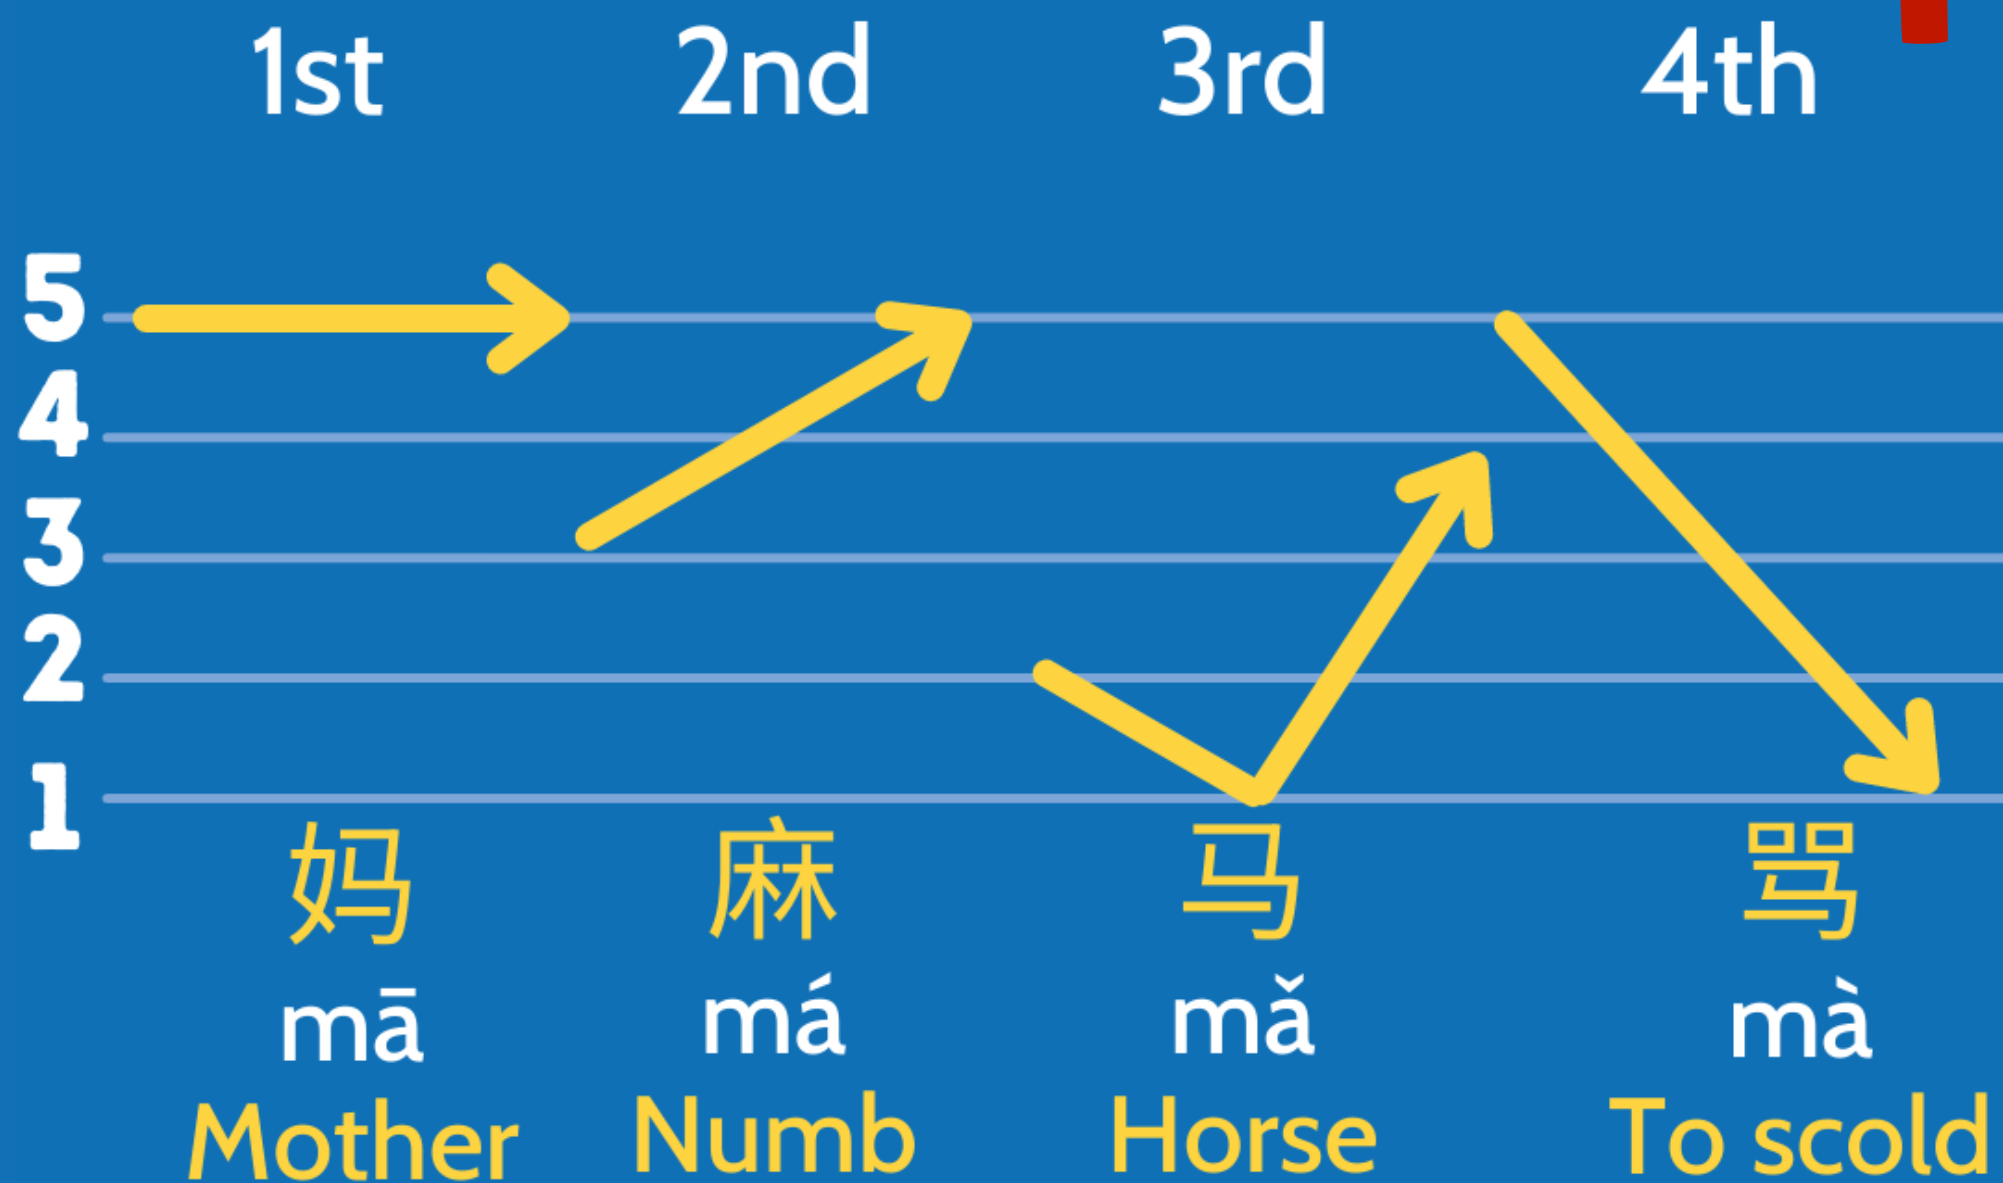 1st 2nd 3rd 4th
5
4
3
2
1
妈 麻 马 骂
mā má mǎ mà
Mother Numb Horse To scold